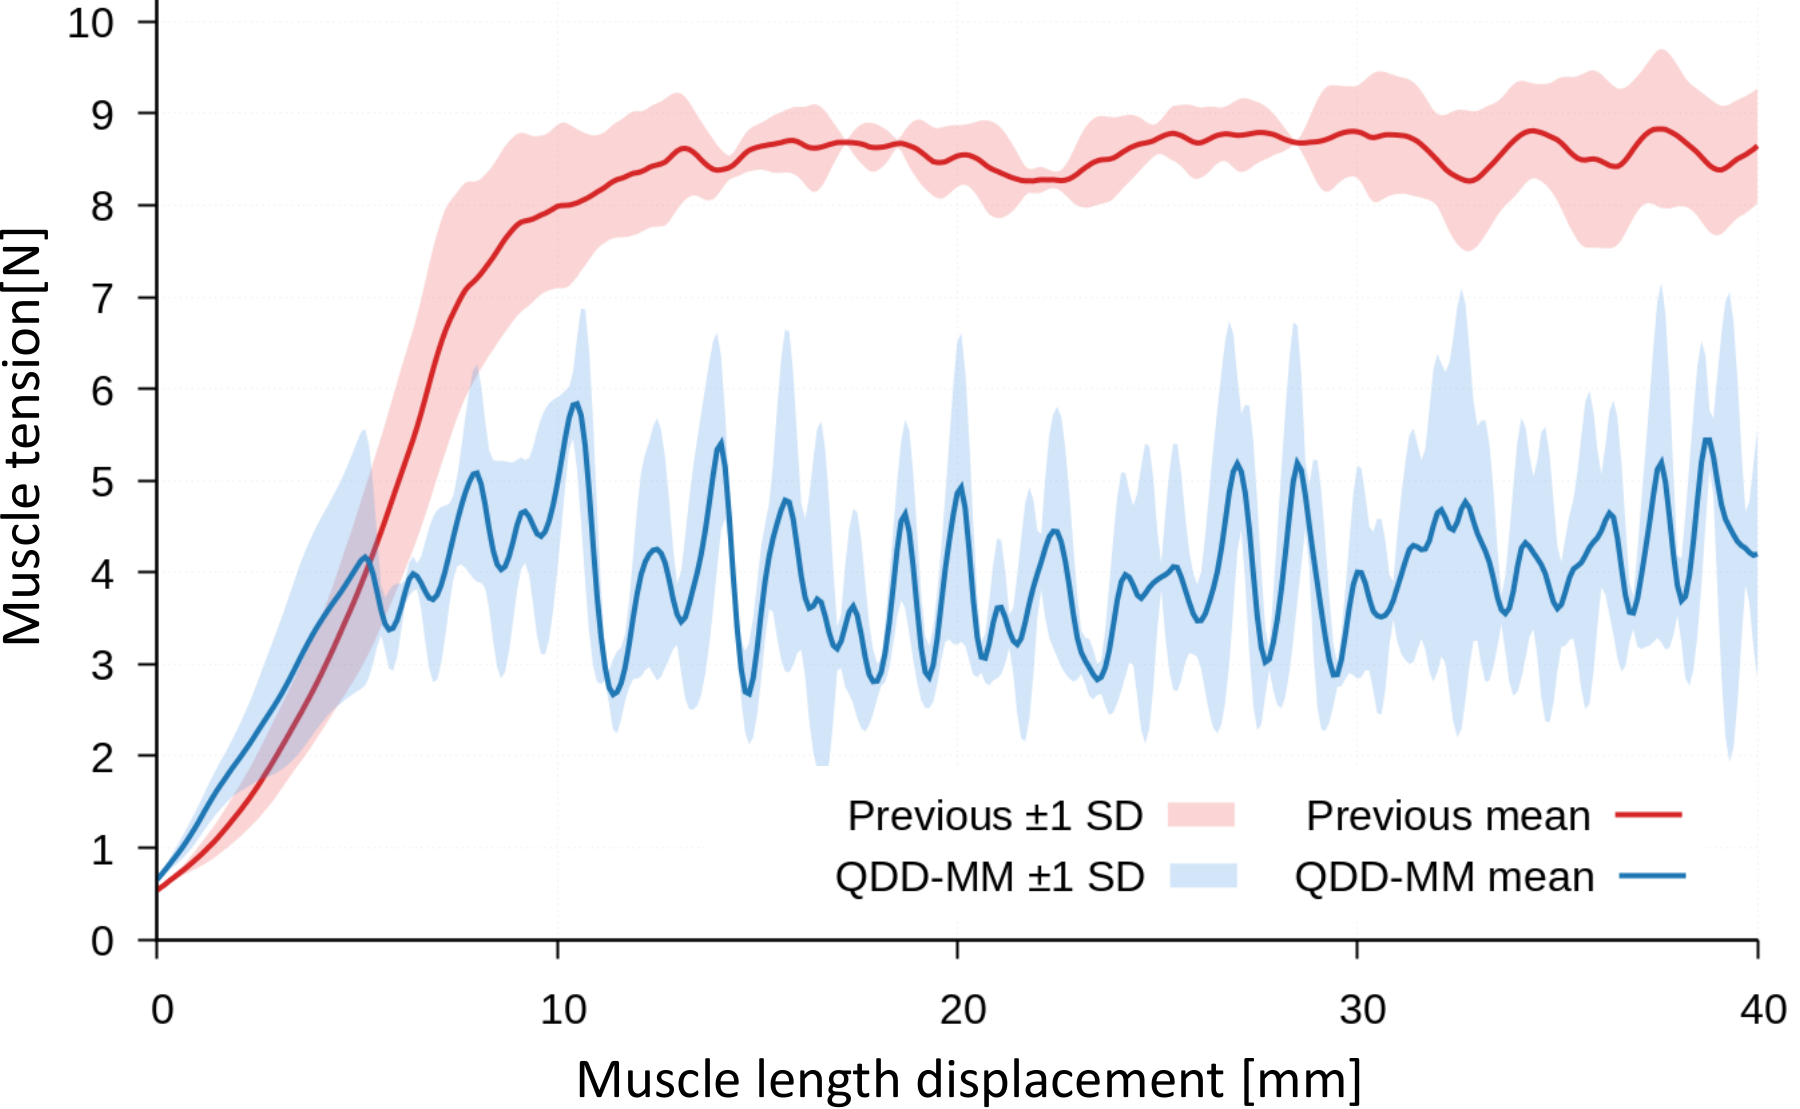 10
9
8
7
6
5
4
3
2
1
0
Muscle tension[N]
Previous ±1 SD
Previous mean
QDD-MM ±1 SD
QDD-MM mean
0 10 20 30 40
Muscle length displacement [mm]